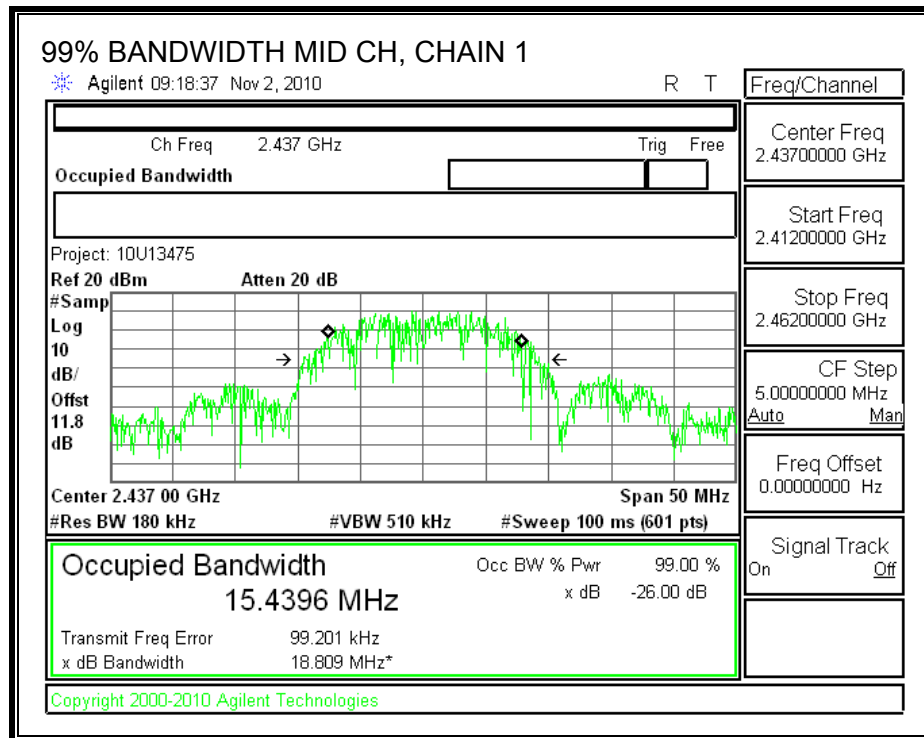 99% BANDWIDTH MID CH, CHAIN 1
Agilent 09:18:37 Nov 2, 2010
R T
Freq/Channel
Ch Freq 2.437 GHz
Trig Free
Occupied Bandwidth
Center Freq
2.43700000 GHz
Start Freq
2.41200000 GHz
Stop Freq
2.46200000 GHz
CF Step
5.00000000 MHz
Auto Man
Freq Offset
0.00000000 Hz
Signal Track
On Off
Project: 10U13475
Ref 20 dBm Atten 20 dB
#Samp
Log
10
dB/
Offst
11.8
dB
Center 2.437 00 GHz Span 50 MHz
#Res BW 180 kHz #VBW 510 kHz #Sweep 100 ms (601 pts)
Occupied Bandwidth
15.4396 MHz
Occ BW % Pwr 99.00 %
x dB -26.00 dB
Transmit Freq Error 99.201 kHz
x dB Bandwidth 18.809 MHz*
Copyright 2000-2010 Agilent Technologies